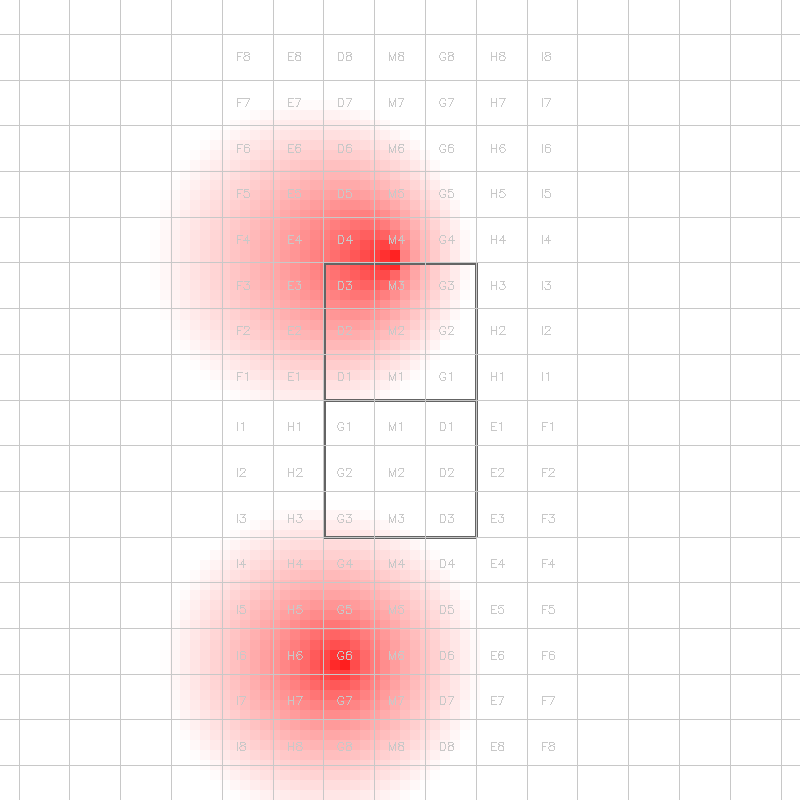 F8 E8 D8 M8 G8 H8 I8
F7 E7 D7 M7 G7 H7 I7
F6 E6 D6 M6 G6 H6 I6
F5 D5 G5 H5 I5
F4 E4 D4 M4 G4 H4 I4
F3 E3 D3 M3 G3 H3 I3
F2 E2 D2 M2 G2 H2 I2
F1 E1 D1 M1 G1 H1 I1
I1 H1 G1 M1 D1 E1 F1
I2 H2 G2 M2 D2 E2 F2
I3 H3 G3 M3 D3 E3 F3
I4 H4 G4 M4 D4 E4 F4
I5 H5 G5 D5 E5 F5
H6 G6 M6 D6 E6 F6
I7 H7 G7 D7 E7 F7
I8 H8 G8 M8 D8 E8 F8